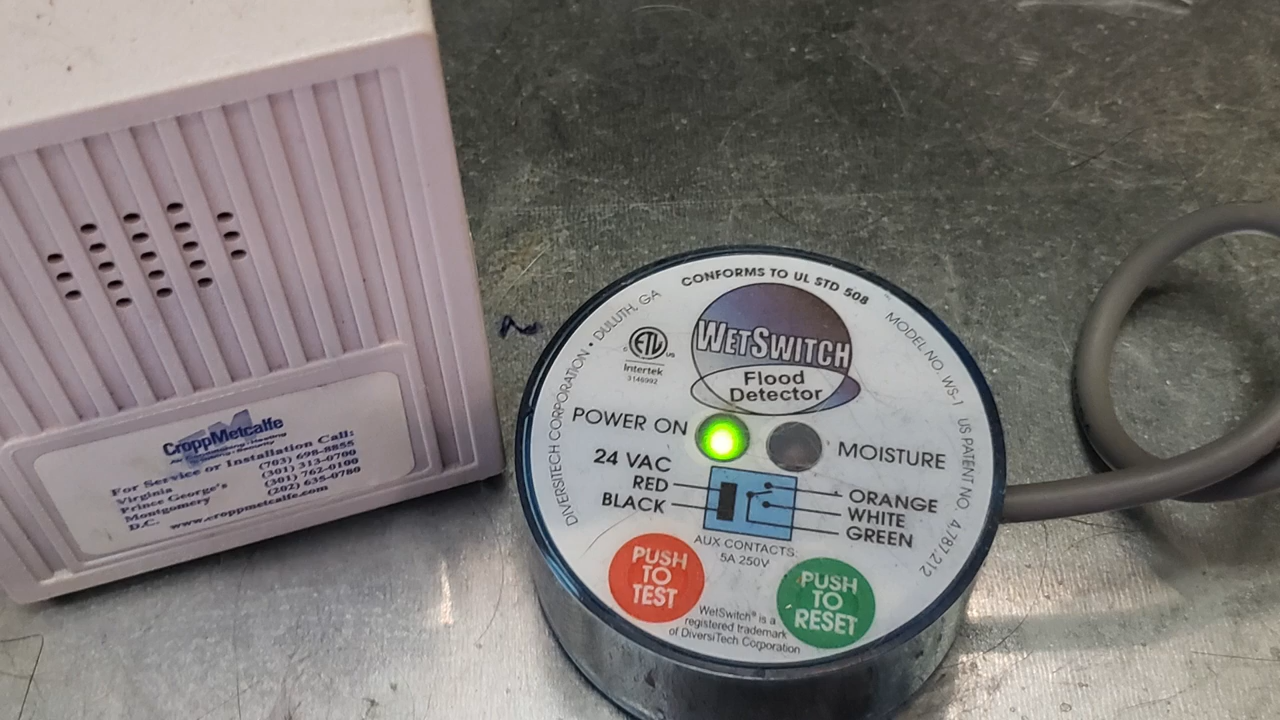 CroppMetcalfe
For Service or Installation Call:
Virginia (703) 698-8855
Prince George's (301) 313-0700
Montgomery (301) 762-0100
D.C. (202) 635-0780
www.croppmetcalfe.com
CONFORMS TO UL STD 508
DIVERSITECH CORPORATION • DULUTH, GA
MODEL NO. WS-1 US PATENT NO. 4,787,212
C ETL US
Intertek
3146992
WETSWITCH
Flood
Detector
POWER ON
MOISTURE
24 VAC
RED
BLACK
ORANGE
WHITE
GREEN
AUX CONTACTS:
5A 250V
PUSH
TO
TEST
PUSH
TO
RESET
WetSwitch® is a
registered trademark
of DiversiTech Corporation